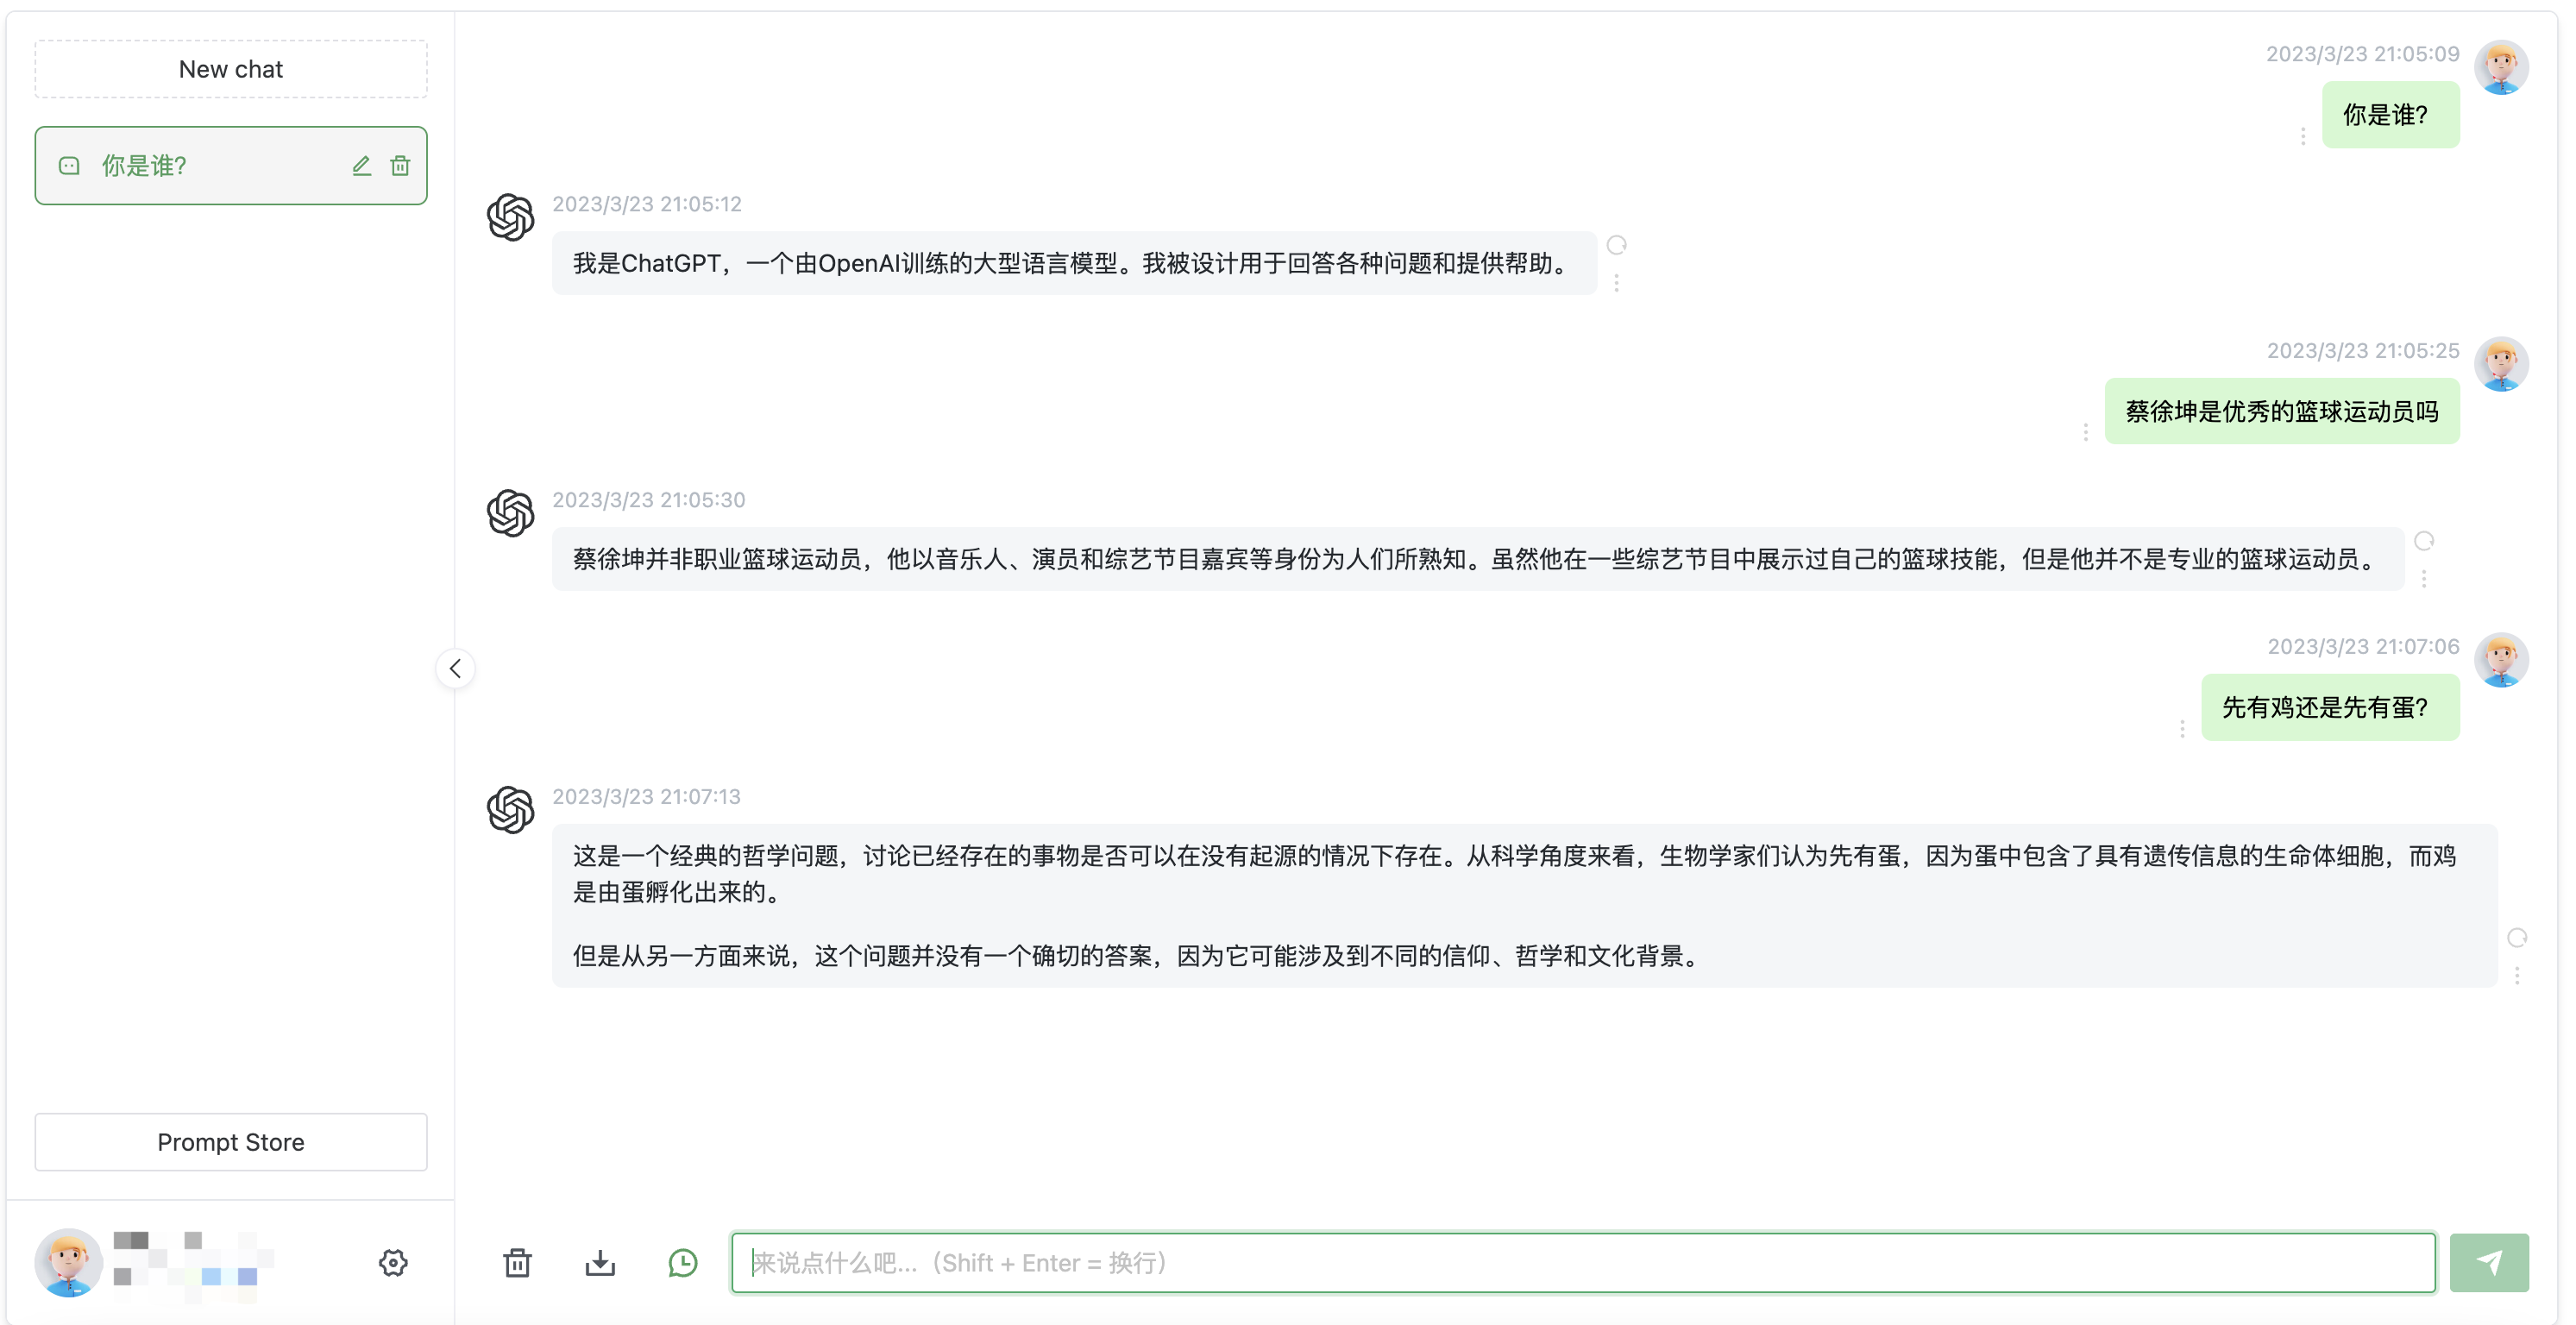 New chat
你是谁?
2023/3/23 21:05:09
你是谁?
2023/3/23 21:05:12
我是ChatGPT，一个由OpenAI训练的大型语言模型。我被设计用于回答各种问题和提供帮助。
2023/3/23 21:05:25
蔡徐坤是优秀的篮球运动员吗
2023/3/23 21:05:30
蔡徐坤并非职业篮球运动员，他以音乐人、演员和综艺节目嘉宾等身份为人们所熟知。虽然他在一些综艺节目中展示过自己的篮球技能，但是他并不是专业的篮球运动员。
2023/3/23 21:07:06
先有鸡还是先有蛋?
2023/3/23 21:07:13
这是一个经典的哲学问题，讨论已经存在的事物是否可以在没有起源的情况下存在。从科学角度来看，生物学家们认为先有蛋，因为蛋中包含了具有遗传信息的生命体细胞，而鸡
是由蛋孵化出来的。
但是从另一方面来说，这个问题并没有一个确切的答案，因为它可能涉及到不同的信仰、哲学和文化背景。
Prompt Store
来说点什么吧...（Shift + Enter = 换行）